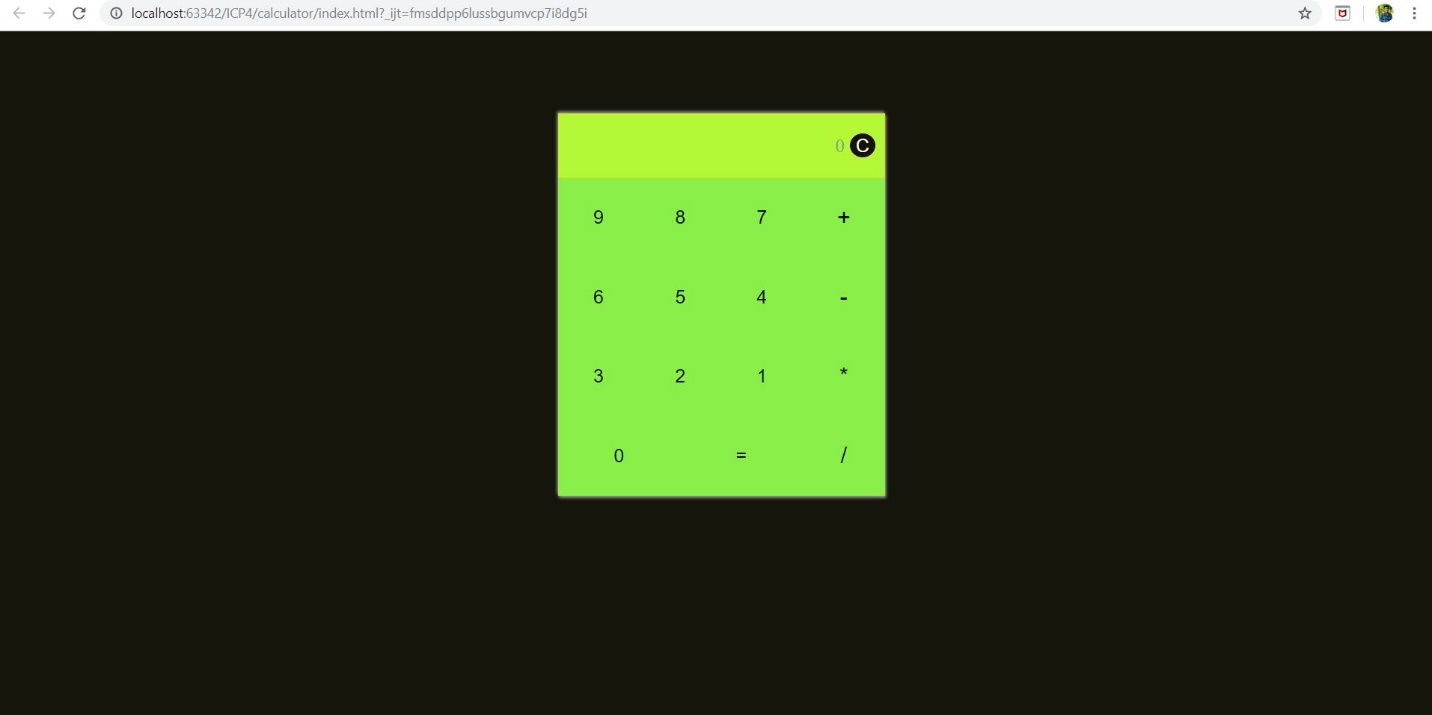 localhost:63342/ICP4/calculator/index.html?_ijt=fmsddpp6lussbgumvcp7i8dg5i
0 C
9 8 7 +
6 5 4 -
3 2 1 *
0 = /